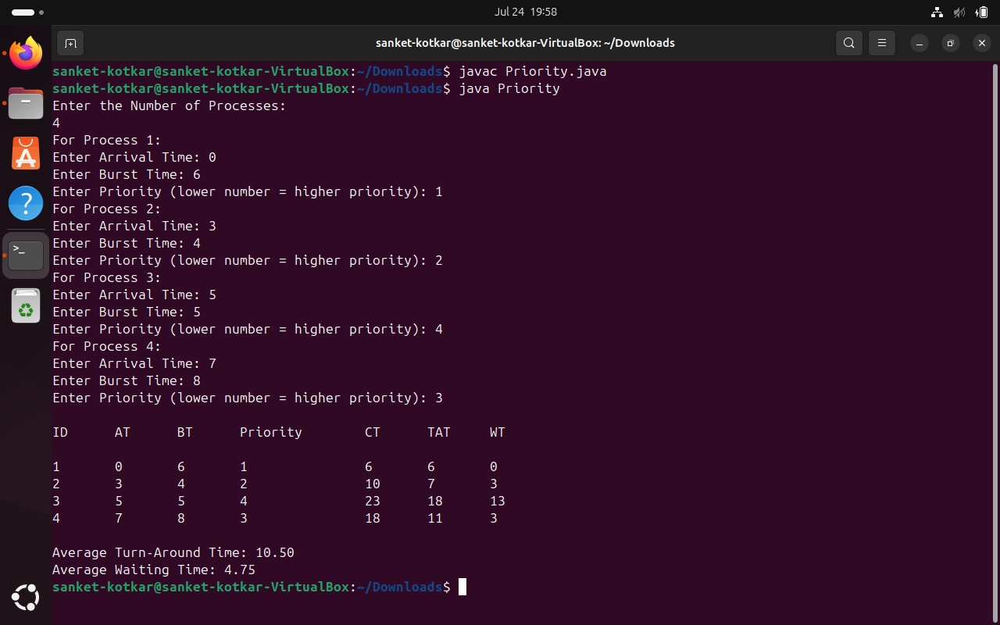 Jul 24 19:58
sanket-kotkar@sanket-kotkar-VirtualBox: ~/Downloads
sanket-kotkar@sanket-kotkar-VirtualBox:~/Downloads$ javac Priority.java
sanket-kotkar@sanket-kotkar-VirtualBox:~/Downloads$ java Priority
Enter the Number of Processes:
4
For Process 1:
Enter Arrival Time: 0
Enter Burst Time: 6
Enter Priority (lower number = higher priority): 1
For Process 2:
Enter Arrival Time: 3
Enter Burst Time: 4
Enter Priority (lower number = higher priority): 2
For Process 3:
Enter Arrival Time: 5
Enter Burst Time: 5
Enter Priority (lower number = higher priority): 4
For Process 4:
Enter Arrival Time: 7
Enter Burst Time: 8
Enter Priority (lower number = higher priority): 3
ID AT BT Priority CT TAT WT
1 0 6 1 6 6 0
2 3 4 2 10 7 3
3 5 5 4 23 18 13
4 7 8 3 18 11 3
Average Turn-Around Time: 10.50
Average Waiting Time: 4.75
sanket-kotkar@sanket-kotkar-VirtualBox:~/Downloads$